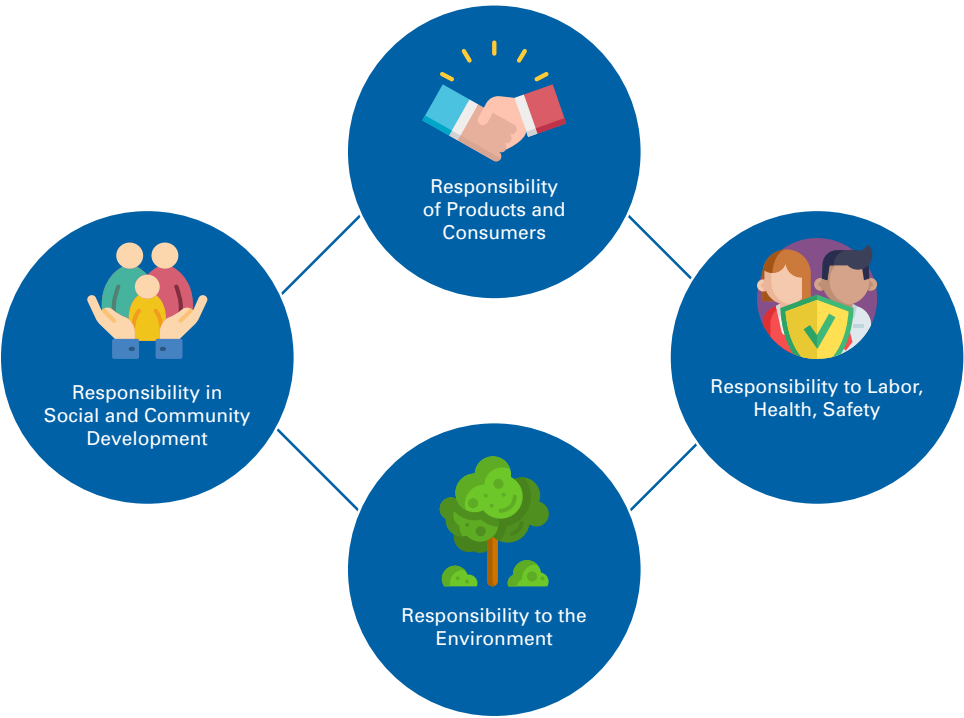 Responsibility
of Products and
Consumers
Responsibility in
Social and Community
Development
Responsibility to Labor,
Health, Safety
Responsibility to the
Environment